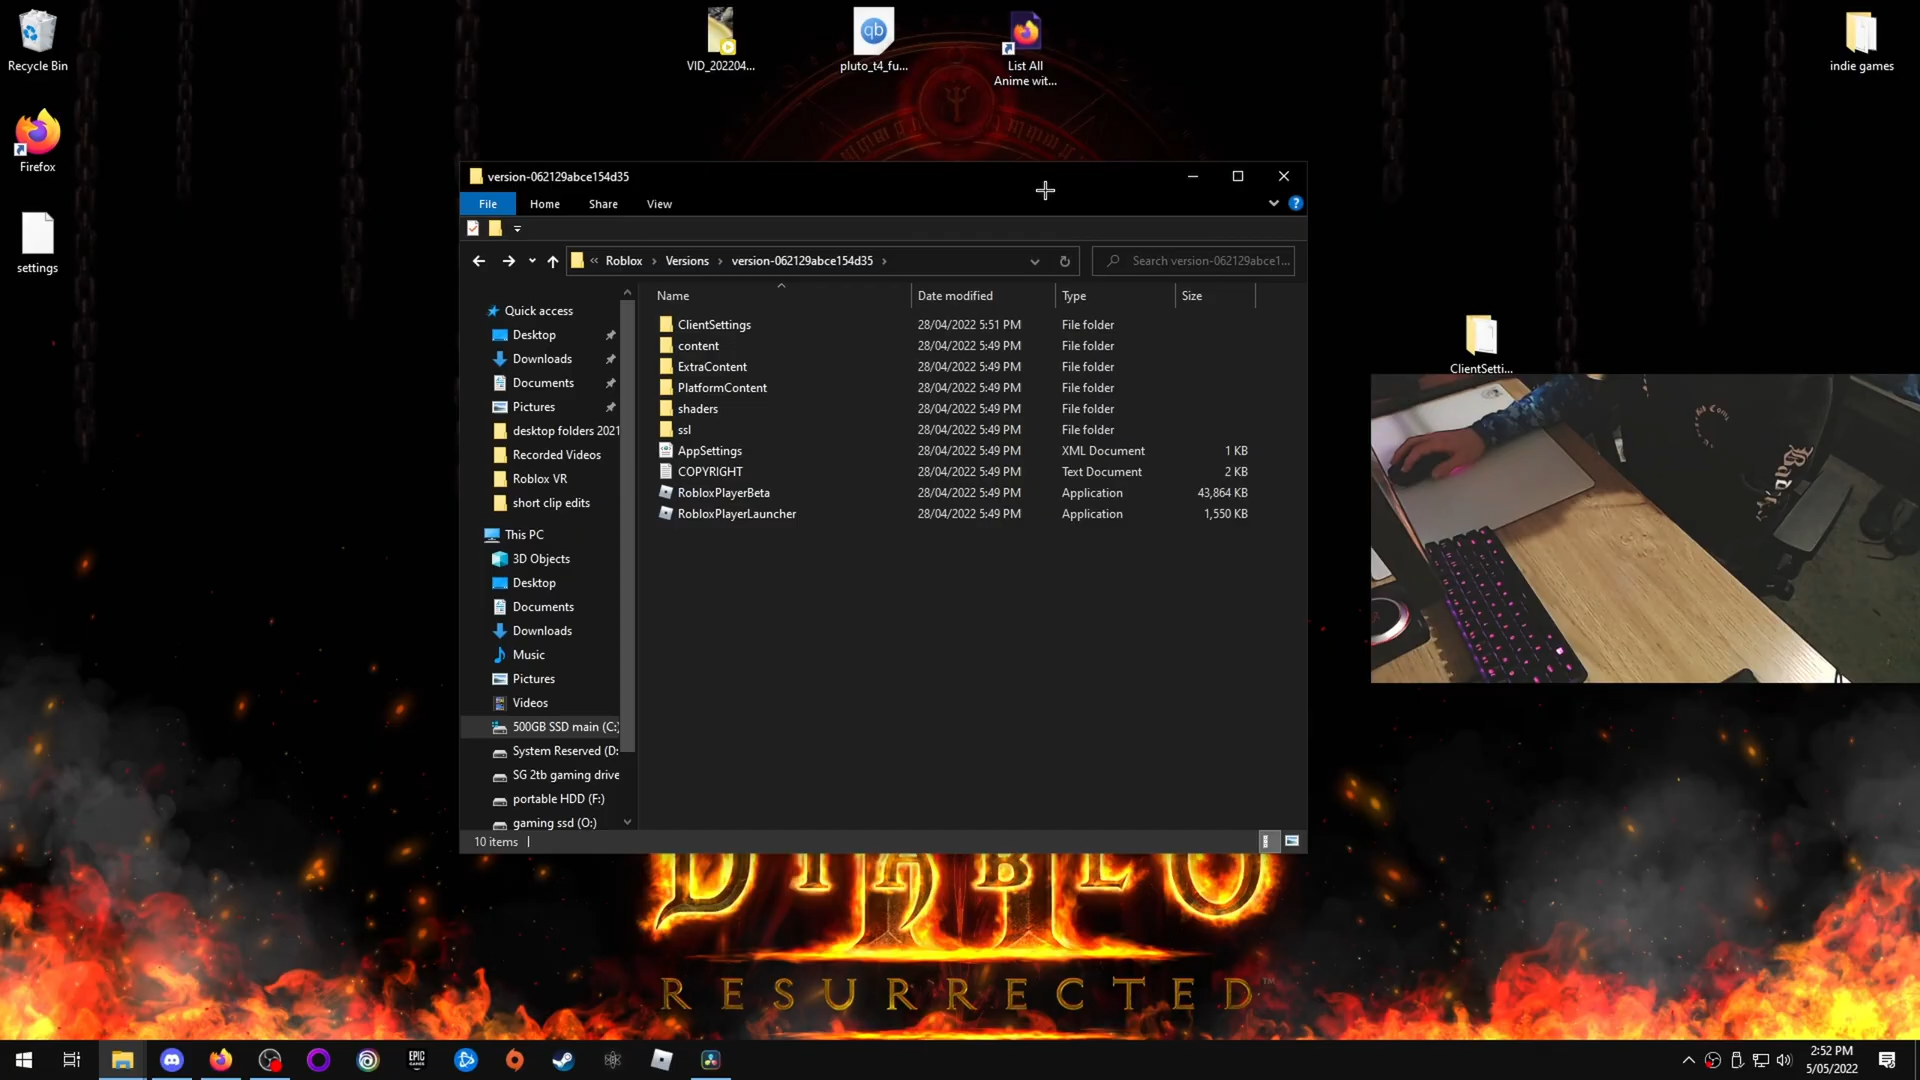 Recycle Bin
Firefox
settings
VID_202204...
pluto_t4_fu...
List All
Anime wit...
indie games
ClientSetti...
version-062129abce154d35
File
Home
Share
View
Roblox
Versions
version-062129abce154d35
Search version-062129abce1...
Name
Date modified
Type
Size
Quick access
Desktop
Downloads
Documents
Pictures
desktop folders 2021
Recorded Videos
Roblox VR
short clip edits
This PC
3D Objects
Desktop
Documents
Downloads
Music
Pictures
Videos
500GB SSD main (C:)
System Reserved (D:
SG 2tb gaming drive
portable HDD (F:)
gaming ssd (O:)
ClientSettings 28/04/2022 5:51 PM File folder
content 28/04/2022 5:49 PM File folder
ExtraContent 28/04/2022 5:49 PM File folder
PlatformContent 28/04/2022 5:49 PM File folder
shaders 28/04/2022 5:49 PM File folder
ssl 28/04/2022 5:49 PM File folder
AppSettings 28/04/2022 5:49 PM XML Document 1 KB
COPYRIGHT 28/04/2022 5:49 PM Text Document 2 KB
RobloxPlayerBeta 28/04/2022 5:49 PM Application 43,864 KB
RobloxPlayerLauncher 28/04/2022 5:49 PM Application 1,550 KB
10 items
DIABLO
II
RESURRECTED™
EPIC
GAMES
2:52 PM
5/05/2022